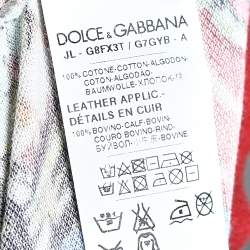 DOLCE & GABBANA
JL - G8FX3T / G7GYB - A
100% COTONE-COTTON-ALGODON
COTON-ALGODAO-
BAUMWOLLE-ХЛОПОК-
LEATHER APPLIC.-
DÉTAILS EN CUIR
100% BOVINO-CALF-BOVIN
COURO BOVINO-RIND
BOVINE